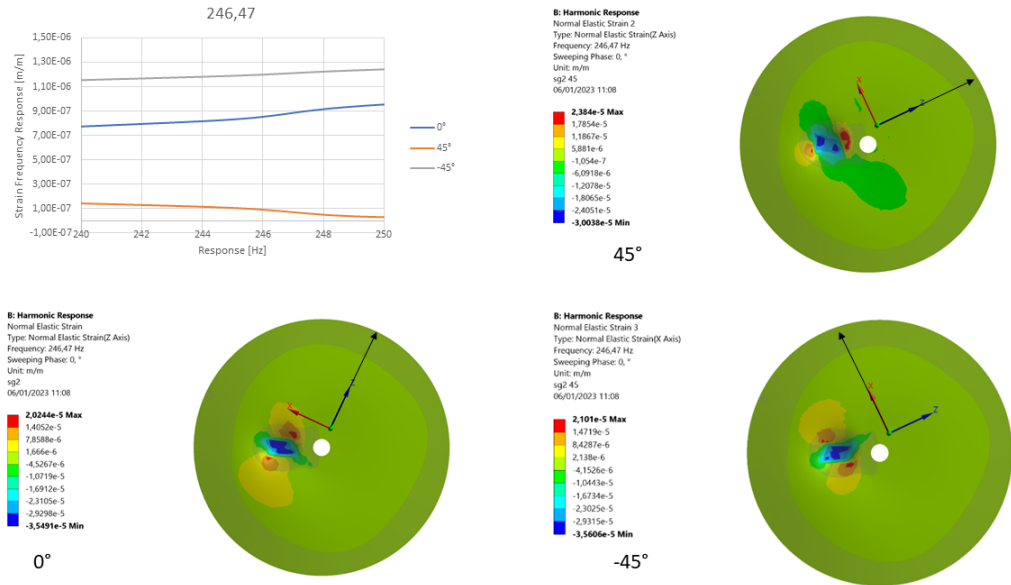 246,47
1,50E-06
1,30E-06
1,10E-06
9,00E-07
7,00E-07
5,00E-07
3,00E-07
1,00E-07
-1,00E-07
240
242
244
246
248
250
Strain Frequency Response [m/m]
Response [Hz]
0°
45°
-45°
B: Harmonic Response
Normal Elastic Strain 2
Type: Normal Elastic Strain(Z Axis)
Frequency: 246,47 Hz
Sweeping Phase: 0, °
Unit: m/m
sg2 45
06/01/2023 11:08
2,384e-5 Max
1,7854e-5
1,1867e-5
5,881e-6
-1,054e-7
-6,0918e-6
-1,2078e-5
-1,8065e-5
-2,4051e-5
-3,0038e-5 Min
X
Z
45°
B: Harmonic Response
Normal Elastic Strain
Type: Normal Elastic Strain(Z Axis)
Frequency: 246,47 Hz
Sweeping Phase: 0, °
Unit: m/m
sg2
06/01/2023 11:08
2,0244e-5 Max
1,4052e-5
7,8588e-6
1,666e-6
-4,5267e-6
-1,0719e-5
-1,6912e-5
-2,3105e-5
-2,9298e-5
-3,5491e-5 Min
X
Z
0°
B: Harmonic Response
Normal Elastic Strain 3
Type: Normal Elastic Strain(X Axis)
Frequency: 246,47 Hz
Sweeping Phase: 0, °
Unit: m/m
sg2 45
06/01/2023 11:08
2,101e-5 Max
1,4719e-5
8,4287e-6
2,138e-6
-4,1526e-6
-1,0443e-5
-1,6734e-5
-2,3025e-5
-2,9315e-5
-3,5606e-5 Min
X
Z
-45°